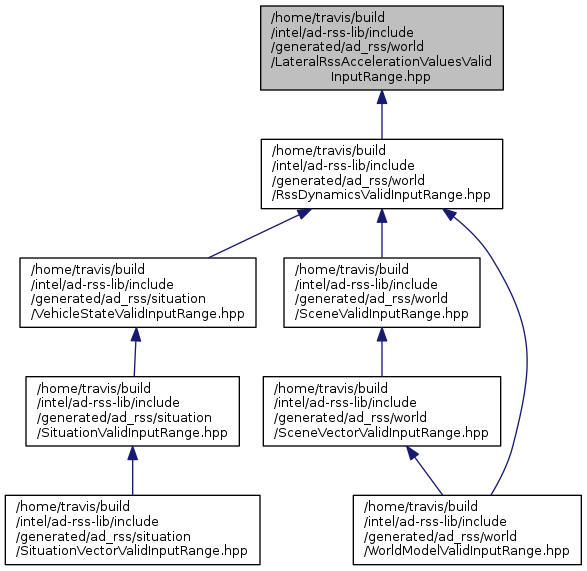 /home/travis/build
/intel/ad-rss-lib/include
/generated/ad_rss/world
/LateralRssAccelerationValuesValid
InputRange.hpp
/home/travis/build
/intel/ad-rss-lib/include
/generated/ad_rss/world
/RssDynamicsValidInputRange.hpp
/home/travis/build
/intel/ad-rss-lib/include
/generated/ad_rss/situation
/VehicleStateValidInputRange.hpp
/home/travis/build
/intel/ad-rss-lib/include
/generated/ad_rss/world
/SceneValidInputRange.hpp
/home/travis/build
/intel/ad-rss-lib/include
/generated/ad_rss/situation
/SituationValidInputRange.hpp
/home/travis/build
/intel/ad-rss-lib/include
/generated/ad_rss/world
/SceneVectorValidInputRange.hpp
/home/travis/build
/intel/ad-rss-lib/include
/generated/ad_rss/situation
/SituationVectorValidInputRange.hpp
/home/travis/build
/intel/ad-rss-lib/include
/generated/ad_rss/world
/WorldModelValidInputRange.hpp